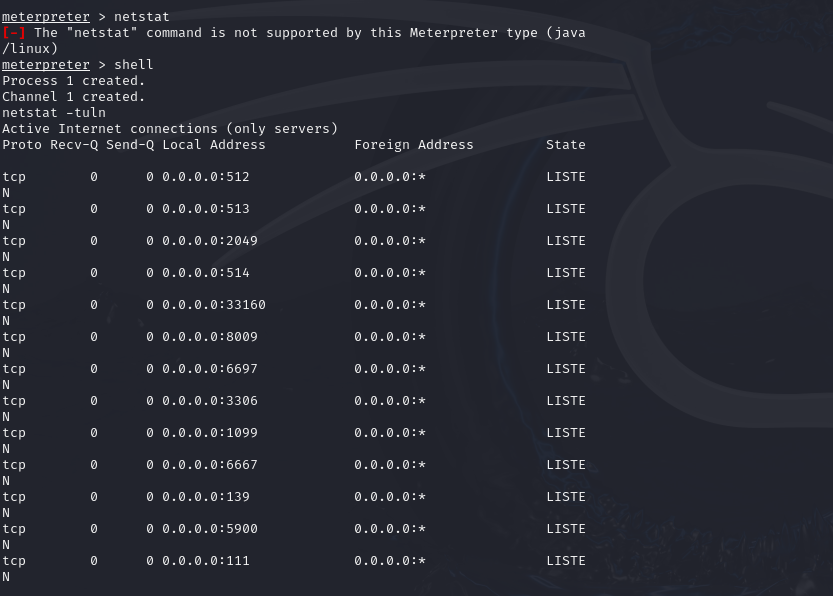 meterpreter > netstat
[-] The "netstat" command is not supported by this Meterpreter type (java
/linux)
meterpreter > shell
Process 1 created.
Channel 1 created.
netstat -tuln
Active Internet connections (only servers)
Proto Recv-Q Send-Q Local Address           Foreign Address         State
tcp        0      0 0.0.0.0:512             0.0.0.0:*               LISTE
N
tcp        0      0 0.0.0.0:513             0.0.0.0:*               LISTE
N
tcp        0      0 0.0.0.0:2049            0.0.0.0:*               LISTE
N
tcp        0      0 0.0.0.0:514             0.0.0.0:*               LISTE
N
tcp        0      0 0.0.0.0:33160           0.0.0.0:*               LISTE
N
tcp        0      0 0.0.0.0:8009            0.0.0.0:*               LISTE
N
tcp        0      0 0.0.0.0:6697            0.0.0.0:*               LISTE
N
tcp        0      0 0.0.0.0:3306            0.0.0.0:*               LISTE
N
tcp        0      0 0.0.0.0:1099            0.0.0.0:*               LISTE
N
tcp        0      0 0.0.0.0:6667            0.0.0.0:*               LISTE
N
tcp        0      0 0.0.0.0:139             0.0.0.0:*               LISTE
N
tcp        0      0 0.0.0.0:5900            0.0.0.0:*               LISTE
N
tcp        0      0 0.0.0.0:111             0.0.0.0:*               LISTE
N